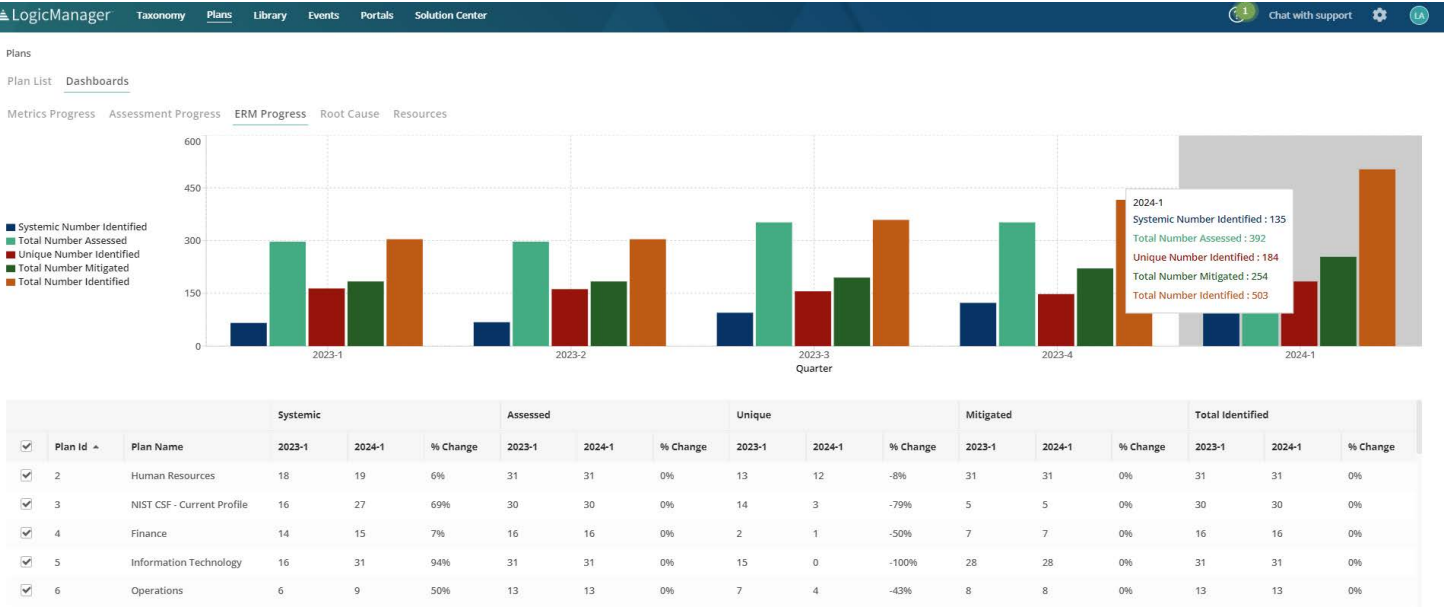 LogicManager Taxonomy Plans Library Events Portals Solution Center 1 Chat with support LA
Plans
Plan List Dashboards
Metrics Progress Assessment Progress ERM Progress Root Cause Resources
600
450
300
150
0
Systemic Number Identified
Total Number Assessed
Unique Number Identified
Total Number Mitigated
Total Number Identified
2024-1
Systemic Number Identified : 135
Total Number Assessed : 392
Unique Number Identified : 184
Total Number Mitigated : 254
Total Number Identified : 503
2023-1 2023-2 2023-3 2023-4 2024-1
Quarter
Systemic Assessed Unique Mitigated Total Identified
Plan Id Plan Name 2023-1 2024-1 % Change 2023-1 2024-1 % Change 2023-1 2024-1 % Change 2023-1 2024-1 % Change 2023-1 2024-1 % Change
2 Human Resources 18 19 6% 31 31 0% 13 12 -8% 31 31 0% 31 31 0%
3 NIST CSF - Current Profile 16 27 69% 30 30 0% 14 3 -79% 5 5 0% 30 30 0%
4 Finance 14 15 7% 16 16 0% 2 1 -50% 7 7 0% 16 16 0%
5 Information Technology 16 31 94% 31 31 0% 15 0 -100% 28 28 0% 31 31 0%
6 Operations 6 9 50% 13 13 0% 7 4 -43% 8 8 0% 13 13 0%